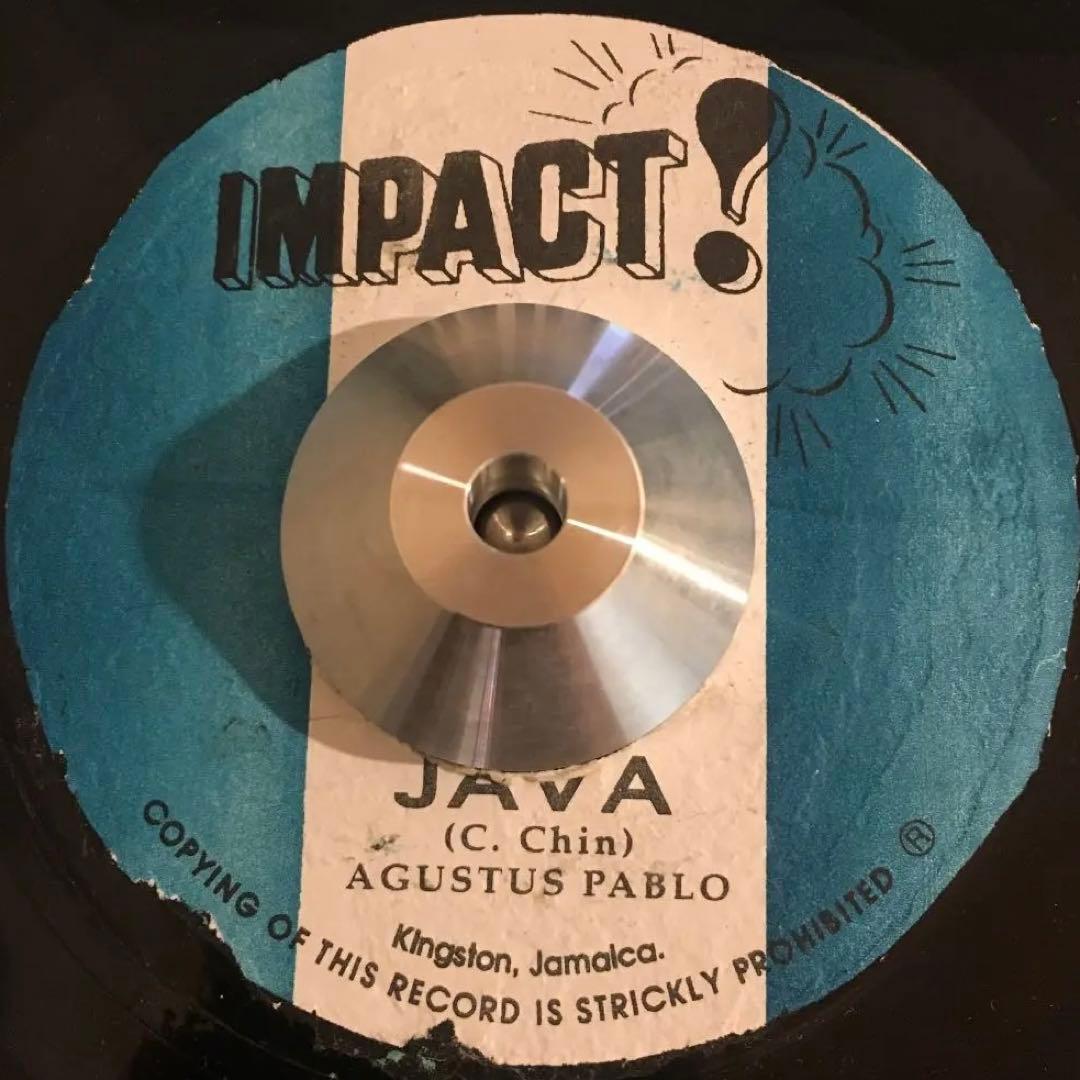 IMPACT!
JAVA
(C. Chin)
AGUSTUS PABLO
Kingston, Jamaica.
COPYING OF THIS RECORD IS STRICKLY PROHIBITED ®